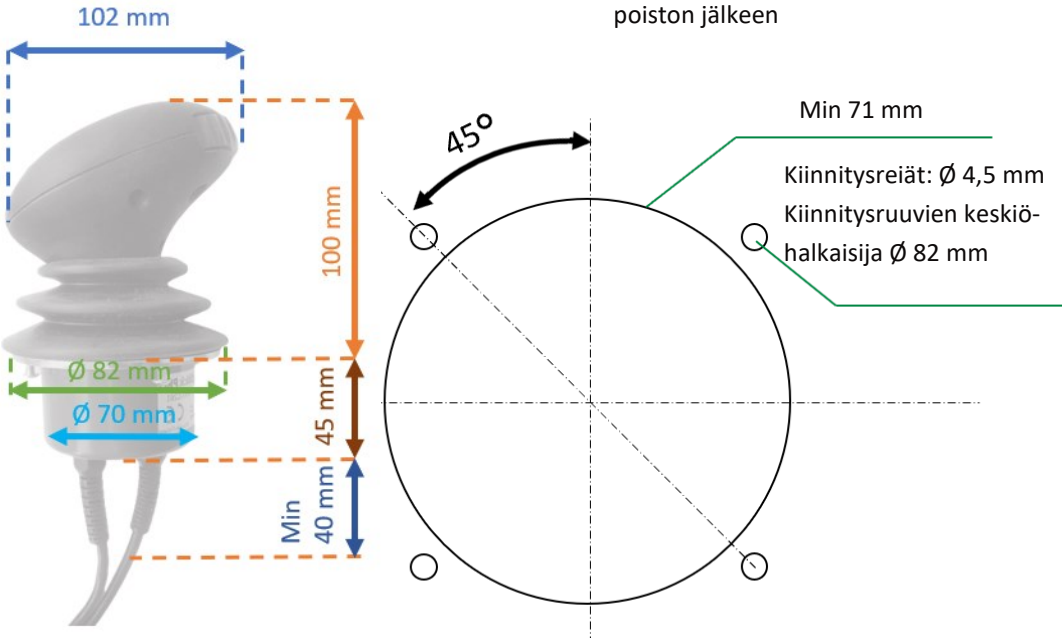 102 mm
poiston jälkeen
Min 71 mm
45°
Kiinnitysreiät: Ø 4,5 mm
Kiinnitysruuvien keskiö-
halkaisija Ø 82 mm
100 mm
Ø 82 mm
Ø 70 mm
45 mm
Min
40 mm